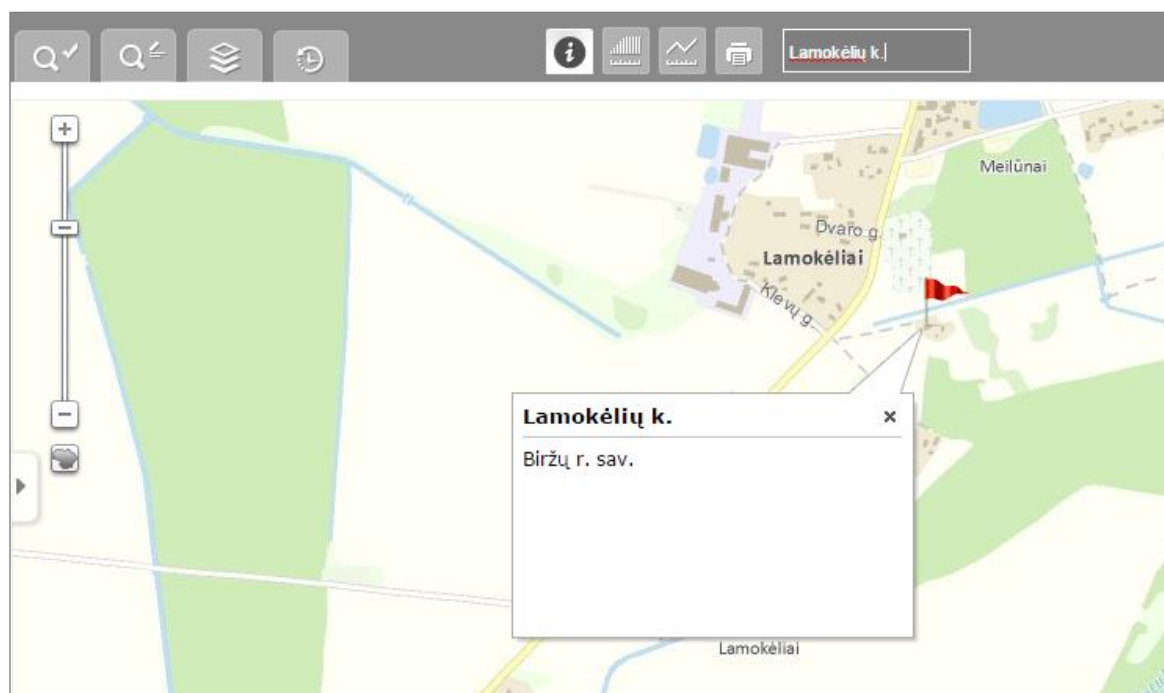 Lamokėlių k.
Meilūnai
Dvaro g.
Lamokėliai
Klevų g.
Lamokėlių k.
Biržų r. sav.
Lamokėliai